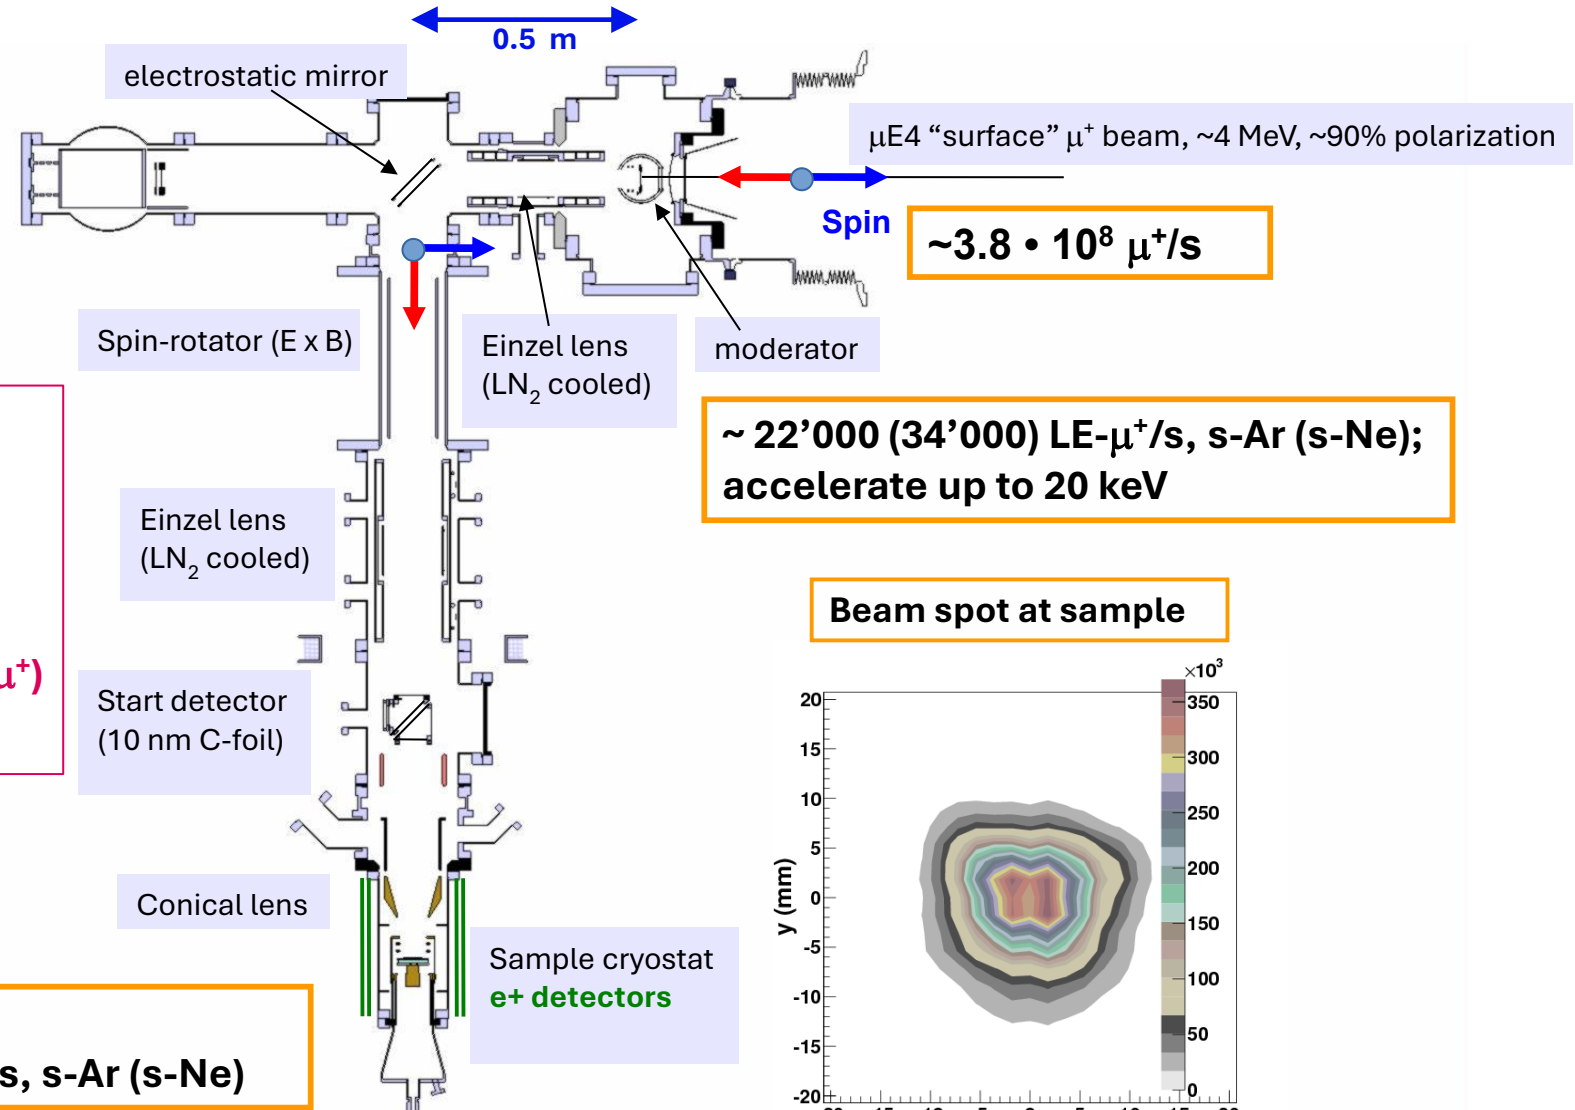 0.5 m
electrostatic mirror
μE4 “surface” μ⁺ beam, ~4 MeV, ~90% polarization
Spin
~3.8 • 10⁸ μ⁺/s
Spin-rotator (E x B)
Einzel lens
(LN₂ cooled)
moderator
~ 22’000 (34’000) LE-μ⁺/s, s-Ar (s-Ne);
accelerate up to 20 keV
Einzel lens
(LN₂ cooled)
Beam spot at sample
μ⁺)
Start detector
(10 nm C-foil)
Conical lens
Sample cryostat
e+ detectors
s, s-Ar (s-Ne)
×10³
350
300
250
200
150
100
50
0
y (mm)
20
15
10
5
0
-5
-10
-15
-20